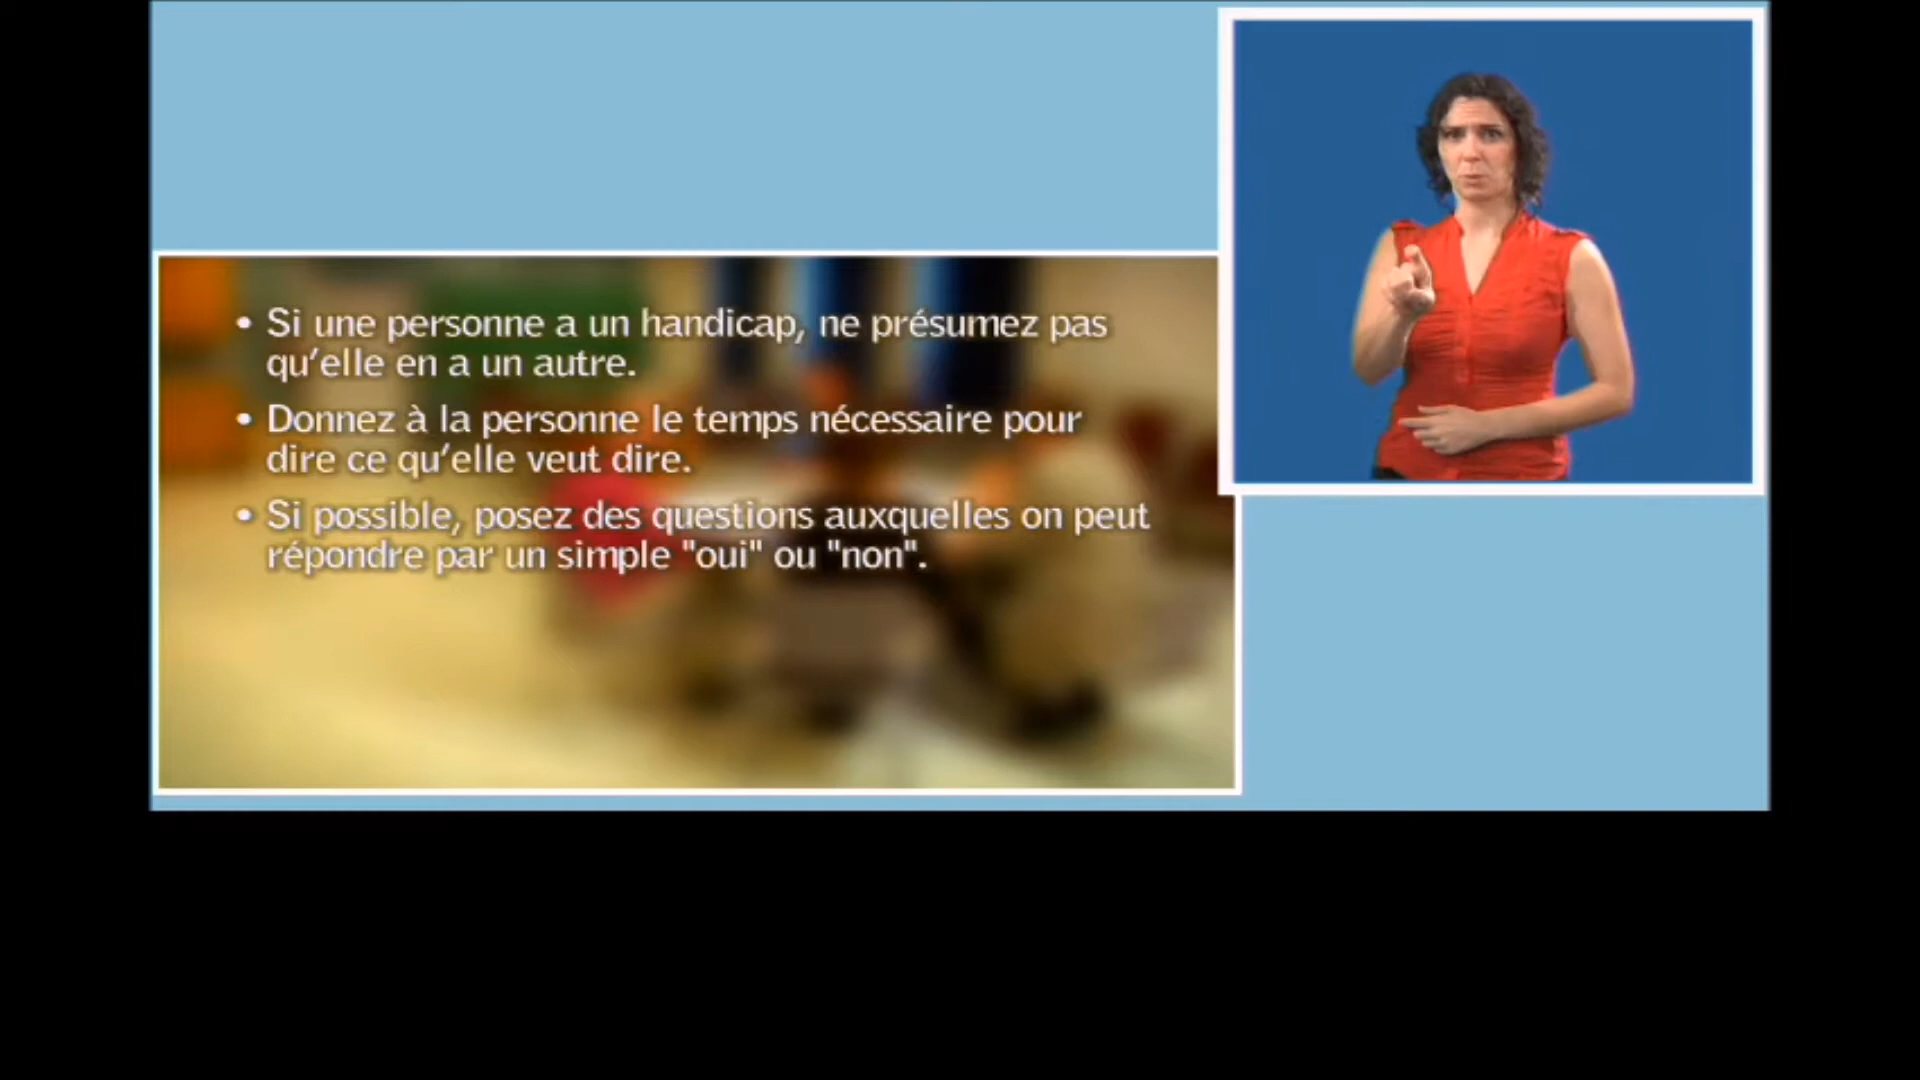 • Si une personne a un handicap, ne présumez pas
qu’elle en a un autre.
• Donnez à la personne le temps nécessaire pour
dire ce qu’elle veut dire.
• Si possible, posez des questions auxquelles on peut
répondre par un simple "oui" ou "non".